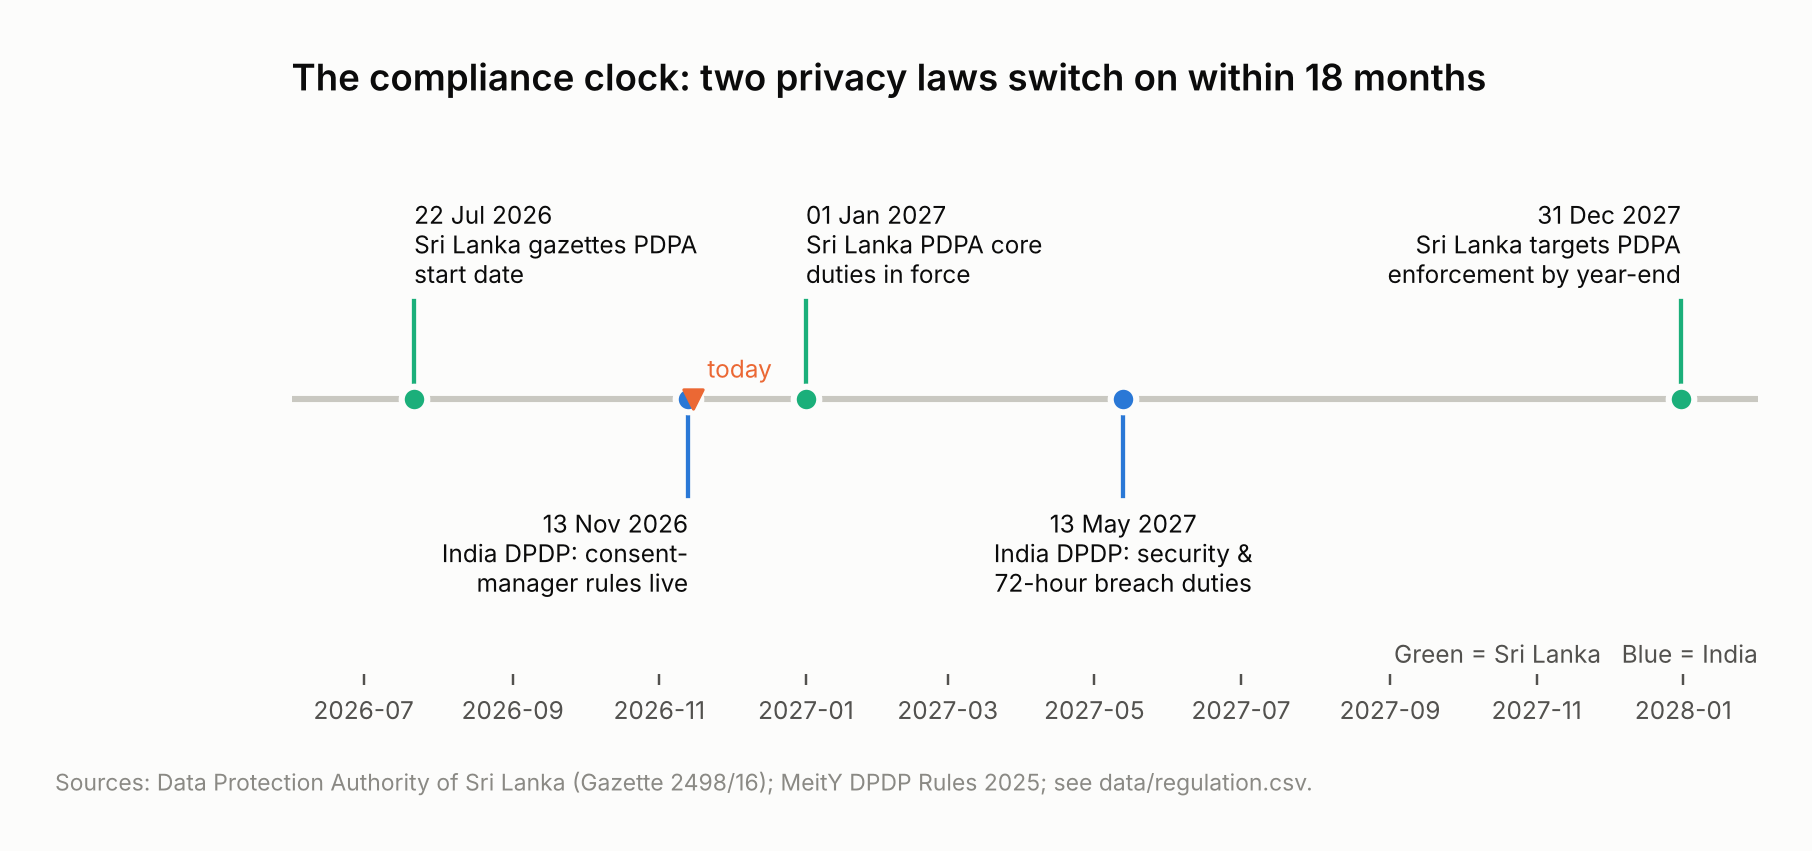 The compliance clock: two privacy laws switch on within 18 months
22 Jul 2026
Sri Lanka gazettes PDPA
start date
01 Jan 2027
Sri Lanka PDPA core
duties in force
31 Dec 2027
Sri Lanka targets PDPA
enforcement by year-end
today
13 Nov 2026
India DPDP: consent-
manager rules live
13 May 2027
India DPDP: security &
72-hour breach duties
Green = Sri Lanka   Blue = India
2026-07 2026-09 2026-11 2027-01 2027-03 2027-05 2027-07 2027-09 2027-11 2028-01
Sources: Data Protection Authority of Sri Lanka (Gazette 2498/16); MeitY DPDP Rules 2025; see data/regulation.csv.